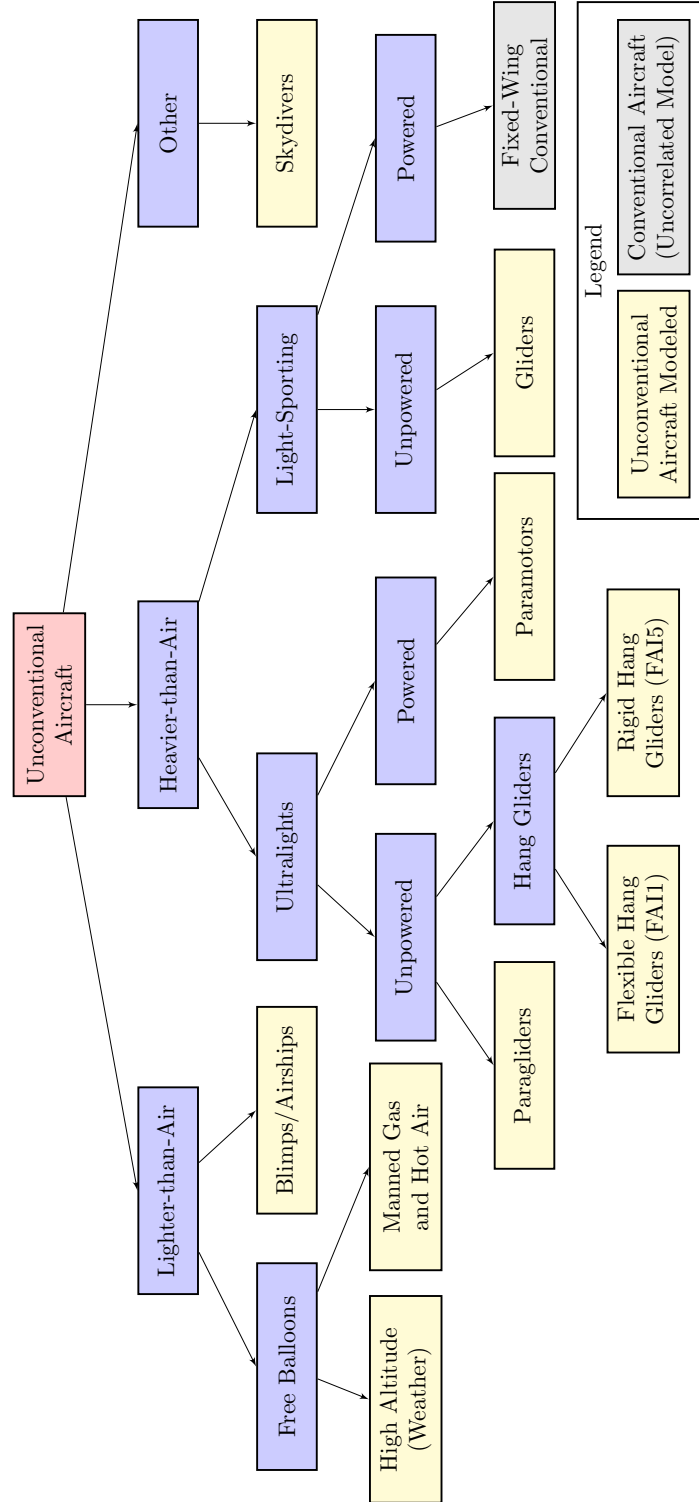 Unconventional
Aircraft
Lighter-than-Air
Heavier-than-Air
Other
Free Balloons
Blimps/Airships
Ultralights
Light-Sporting
Skydivers
High Altitude
(Weather)
Manned Gas
and Hot Air
Unpowered
Powered
Unpowered
Powered
Paragliders
Hang Gliders
Paramotors
Gliders
Fixed-Wing
Conventional
Flexible Hang
Gliders (FAI1)
Rigid Hang
Gliders (FAI5)
Legend
Unconventional
Aircraft Modeled
Conventional Aircraft
(Uncorrelated Model)